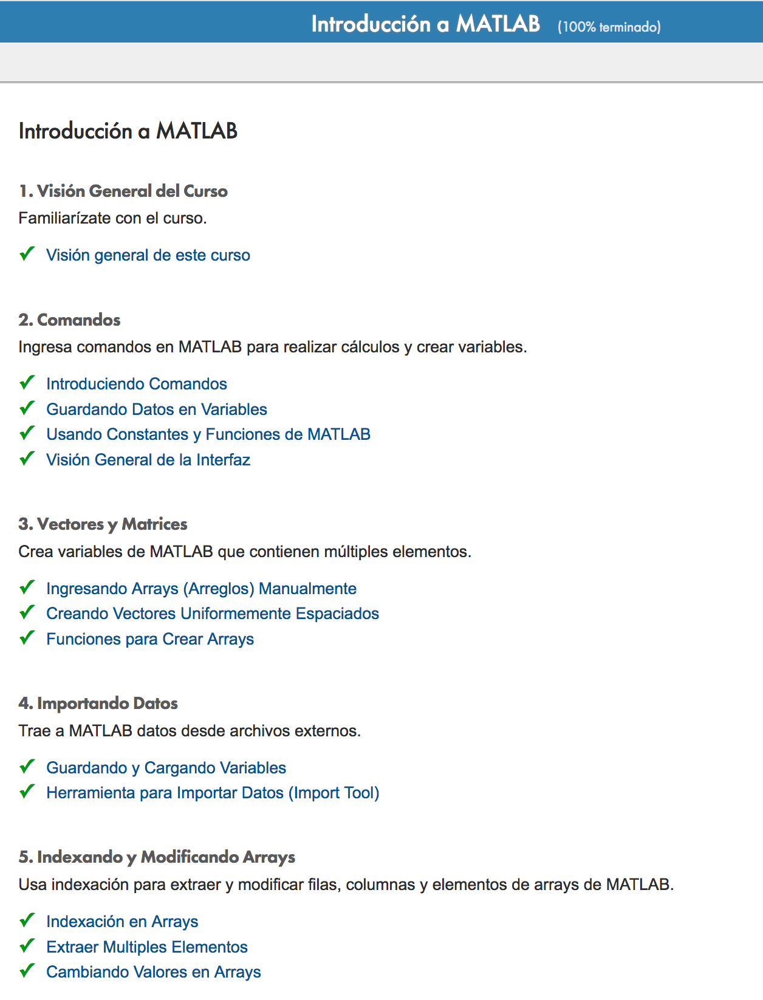 Introducción a MATLAB (100% terminado)
Introducción a MATLAB
1. Visión General del Curso
Familiarízate con el curso.
Visión general de este curso
2. Comandos
Ingresa comandos en MATLAB para realizar cálculos y crear variables.
Introduciendo Comandos
Guardando Datos en Variables
Usando Constantes y Funciones de MATLAB
Visión General de la Interfaz
3. Vectores y Matrices
Crea variables de MATLAB que contienen múltiples elementos.
Ingresando Arrays (Arreglos) Manualmente
Creando Vectores Uniformemente Espaciados
Funciones para Crear Arrays
4. Importando Datos
Trae a MATLAB datos desde archivos externos.
Guardando y Cargando Variables
Herramienta para Importar Datos (Import Tool)
5. Indexando y Modificando Arrays
Usa indexación para extraer y modificar filas, columnas y elementos de arrays de MATLAB.
Indexación en Arrays
Extraer Multiples Elementos
Cambiando Valores en Arrays